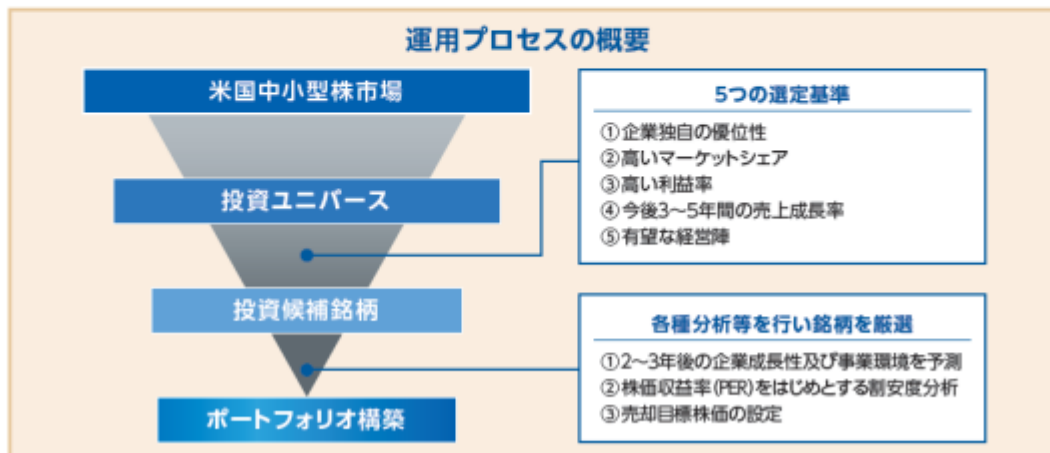 運用プロセスの概要
米国中小型株市場
投資ユニバース
投資候補銘柄
ポートフォリオ構築
5つの選定基準
①企業独自の優位性
②高いマーケットシェア
③高い利益率
④今後3～5年間の売上成長率
⑤有望な経営陣
各種分析等を行い銘柄を厳選
①2～3年後の企業成長性及び事業環境を予測
②株価収益率(PER)をはじめとする割安度分析
③売却目標株価の設定